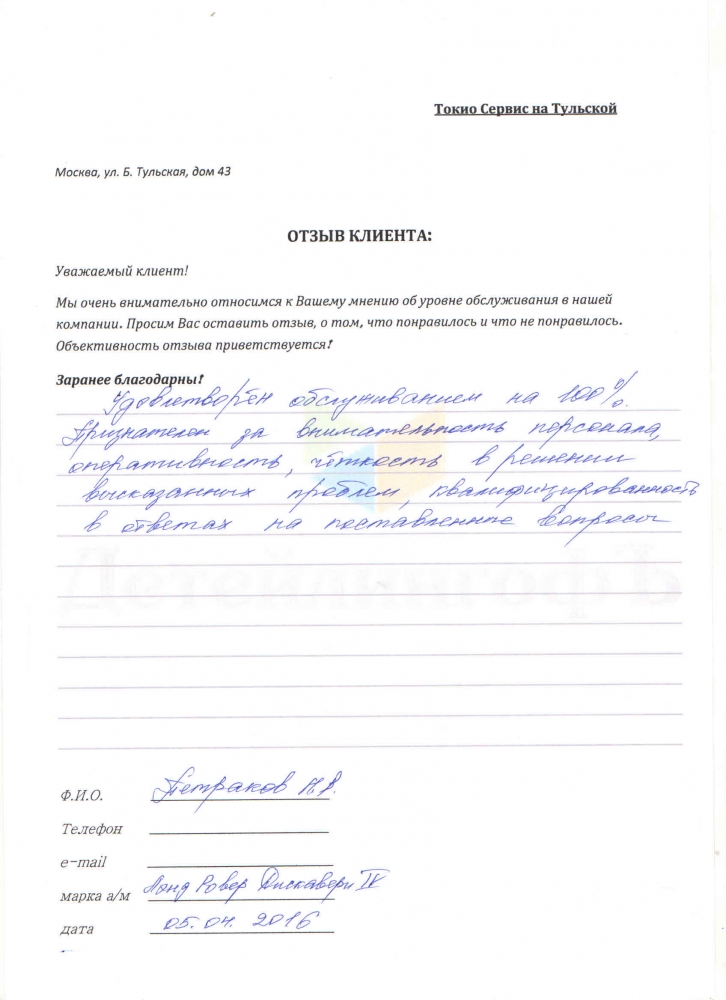 Токио Сервис на Тульской
Москва, ул. Б. Тульская, дом 43
ОТЗЫВ КЛИЕНТА:
Уважаемый клиент!
Мы очень внимательно относимся к Вашему мнению об уровне обслуживания в нашей
компании. Просим Вас оставить отзыв, о том, что понравилось и что не понравилось.
Объективность отзыва приветствуется!
Заранее благодарны!
Удовлетворён обслуживанием на 100%.
Признателен за внимательность персонала,
оперативность, чёткость в решении
высказанных проблем, квалифицированность
в ответах на поставленные вопросы
Ф.И.О. Петраков
Телефон
e-mail
марка а/м Лэнд Ровер Дискавери IV
дата 05.04.2016